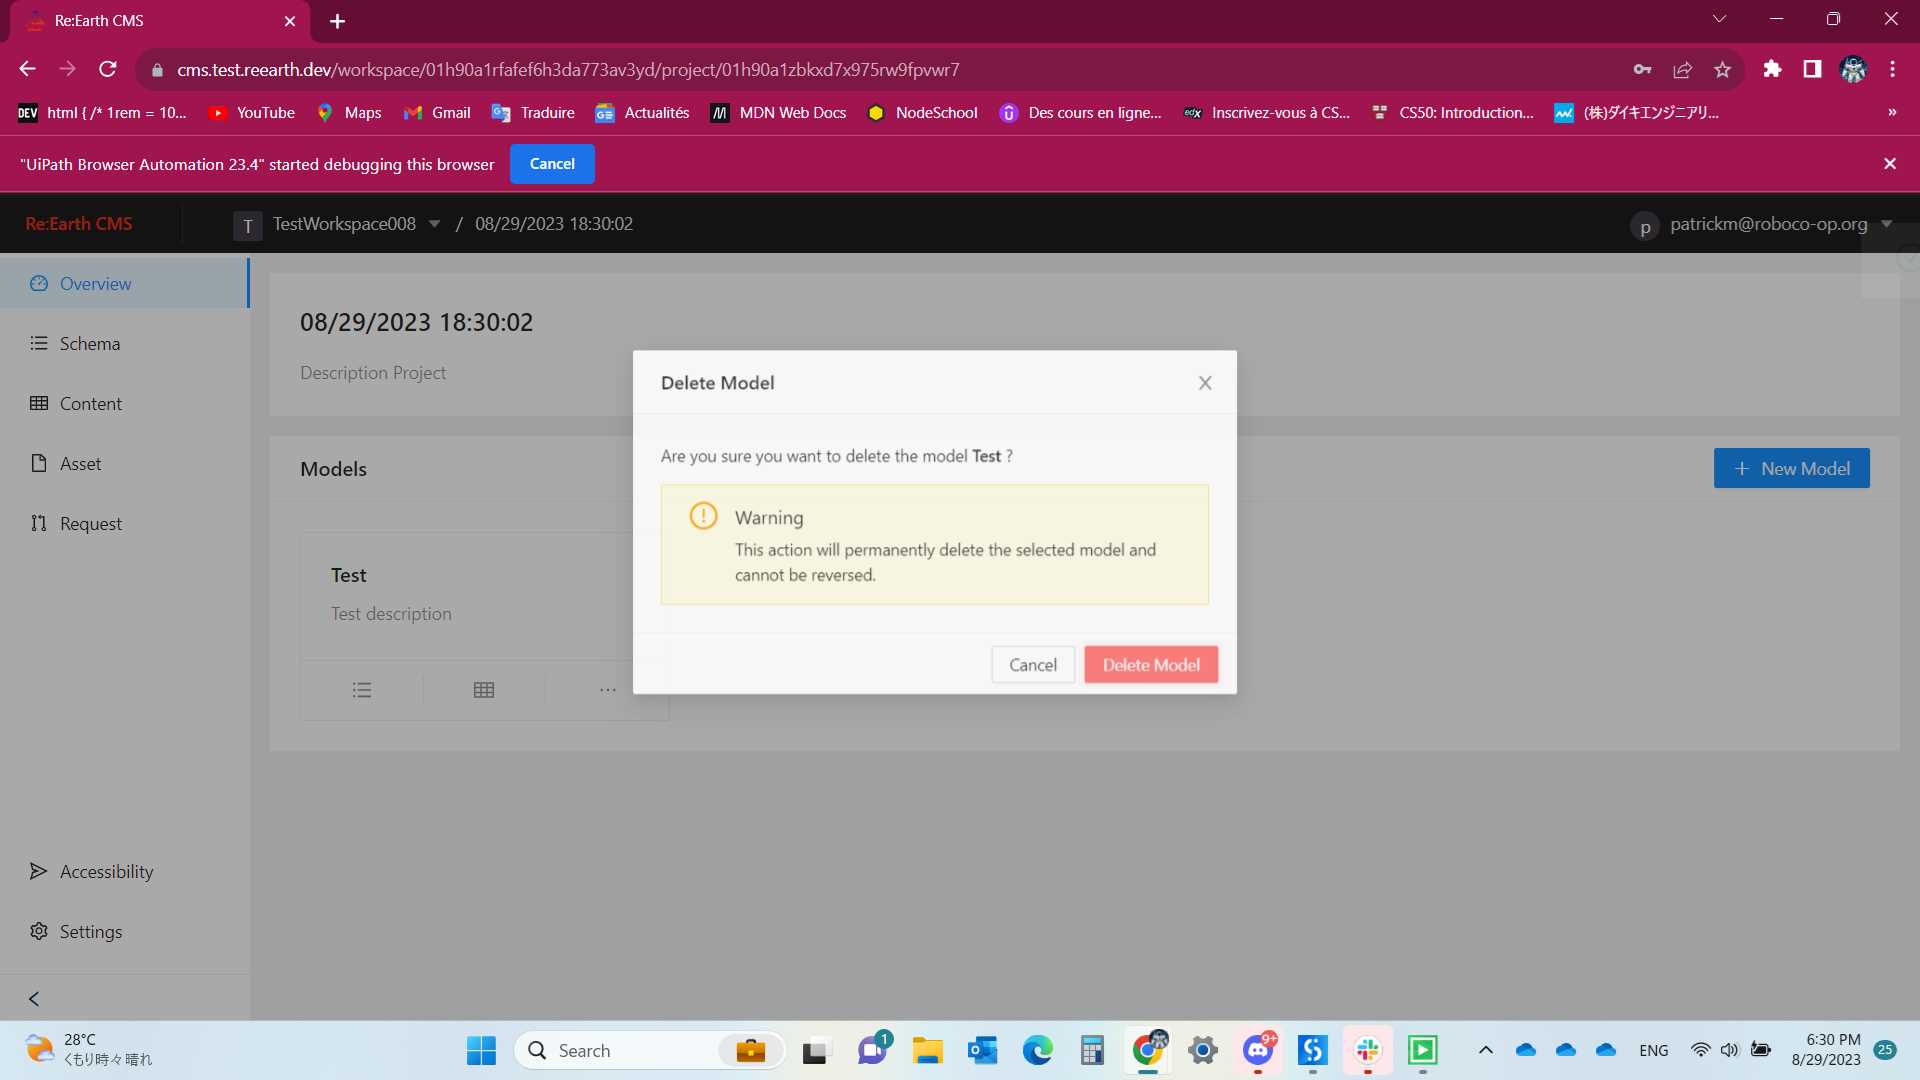 Re:Earth CMS
cms.test.reearth.dev/workspace/01h90a1rfafef6h3da773av3yd/project/01h90a1zbkxd7x975rw9fpvwr7
DEV html { /* 1rem = 10... YouTube Maps Gmail Traduire Actualités MDN Web Docs NodeSchool Des cours en ligne... edX Inscrivez-vous à CS... CS50: Introduction... (株)ダイキエンジニアリ... »
"UiPath Browser Automation 23.4" started debugging this browser Cancel
Re:Earth CMS T TestWorkspace008 / 08/29/2023 18:30:02 p patrickm@roboco-op.org
Overview
Schema
Content
Asset
Request
Accessibility
Settings
08/29/2023 18:30:02
Description Project
Models
New Model
Test
Test description
Delete Model
Are you sure you want to delete the model Test ?
Warning
This action will permanently delete the selected model and
cannot be reversed.
Cancel Delete Model
28°C
くもり時々晴れ
Search
1
9+
ENG
6:30 PM
8/29/2023
25